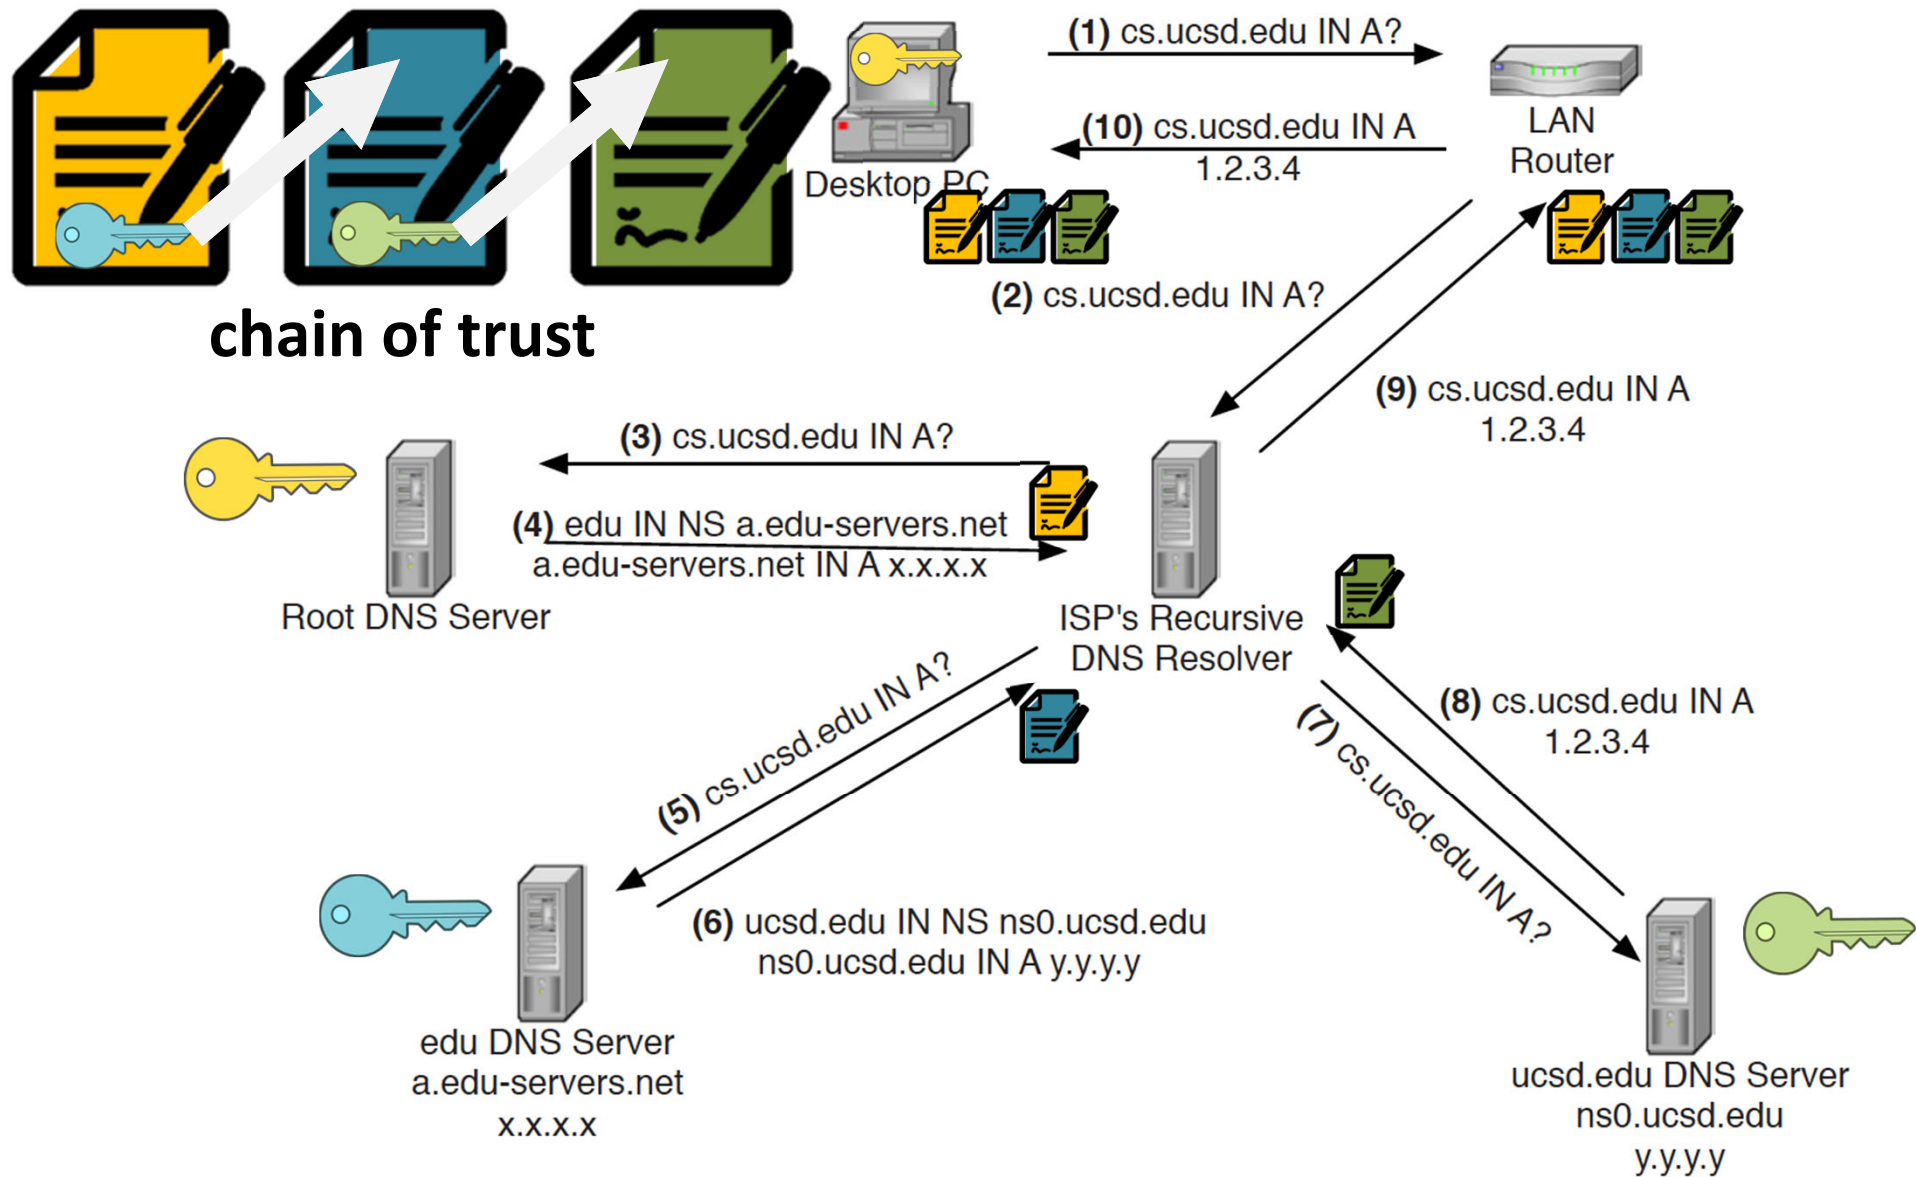 (1) cs.ucsd.edu IN A?
(10) cs.ucsd.edu IN A
1.2.3.4
LAN
Router
Desktop PC
chain of trust
(2) cs.ucsd.edu IN A?
(9) cs.ucsd.edu IN A
1.2.3.4
(3) cs.ucsd.edu IN A?
(4) edu IN NS a.edu-servers.net
a.edu-servers.net IN A x.x.x.x
Root DNS Server
ISP's Recursive
DNS Resolver
(5) cs.ucsd.edu IN A?
(6) ucsd.edu IN NS ns0.ucsd.edu
ns0.ucsd.edu IN A y.y.y.y
(7) cs.ucsd.edu IN A?
(8) cs.ucsd.edu IN A
1.2.3.4
edu DNS Server
a.edu-servers.net
x.x.x.x
ucsd.edu DNS Server
ns0.ucsd.edu
y.y.y.y